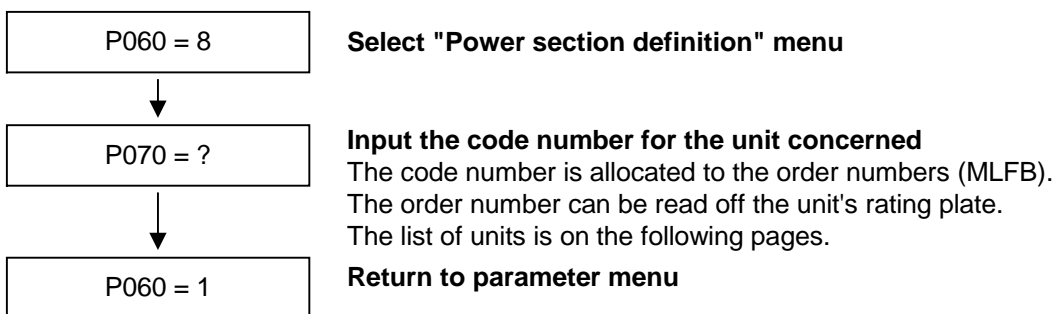 P060 = 8
Select "Power section definition" menu
P070 = ?
Input the code number for the unit concerned
The code number is allocated to the order numbers (MLFB).
The order number can be read off the unit's rating plate.
The list of units is on the following pages.
P060 = 1
Return to parameter menu